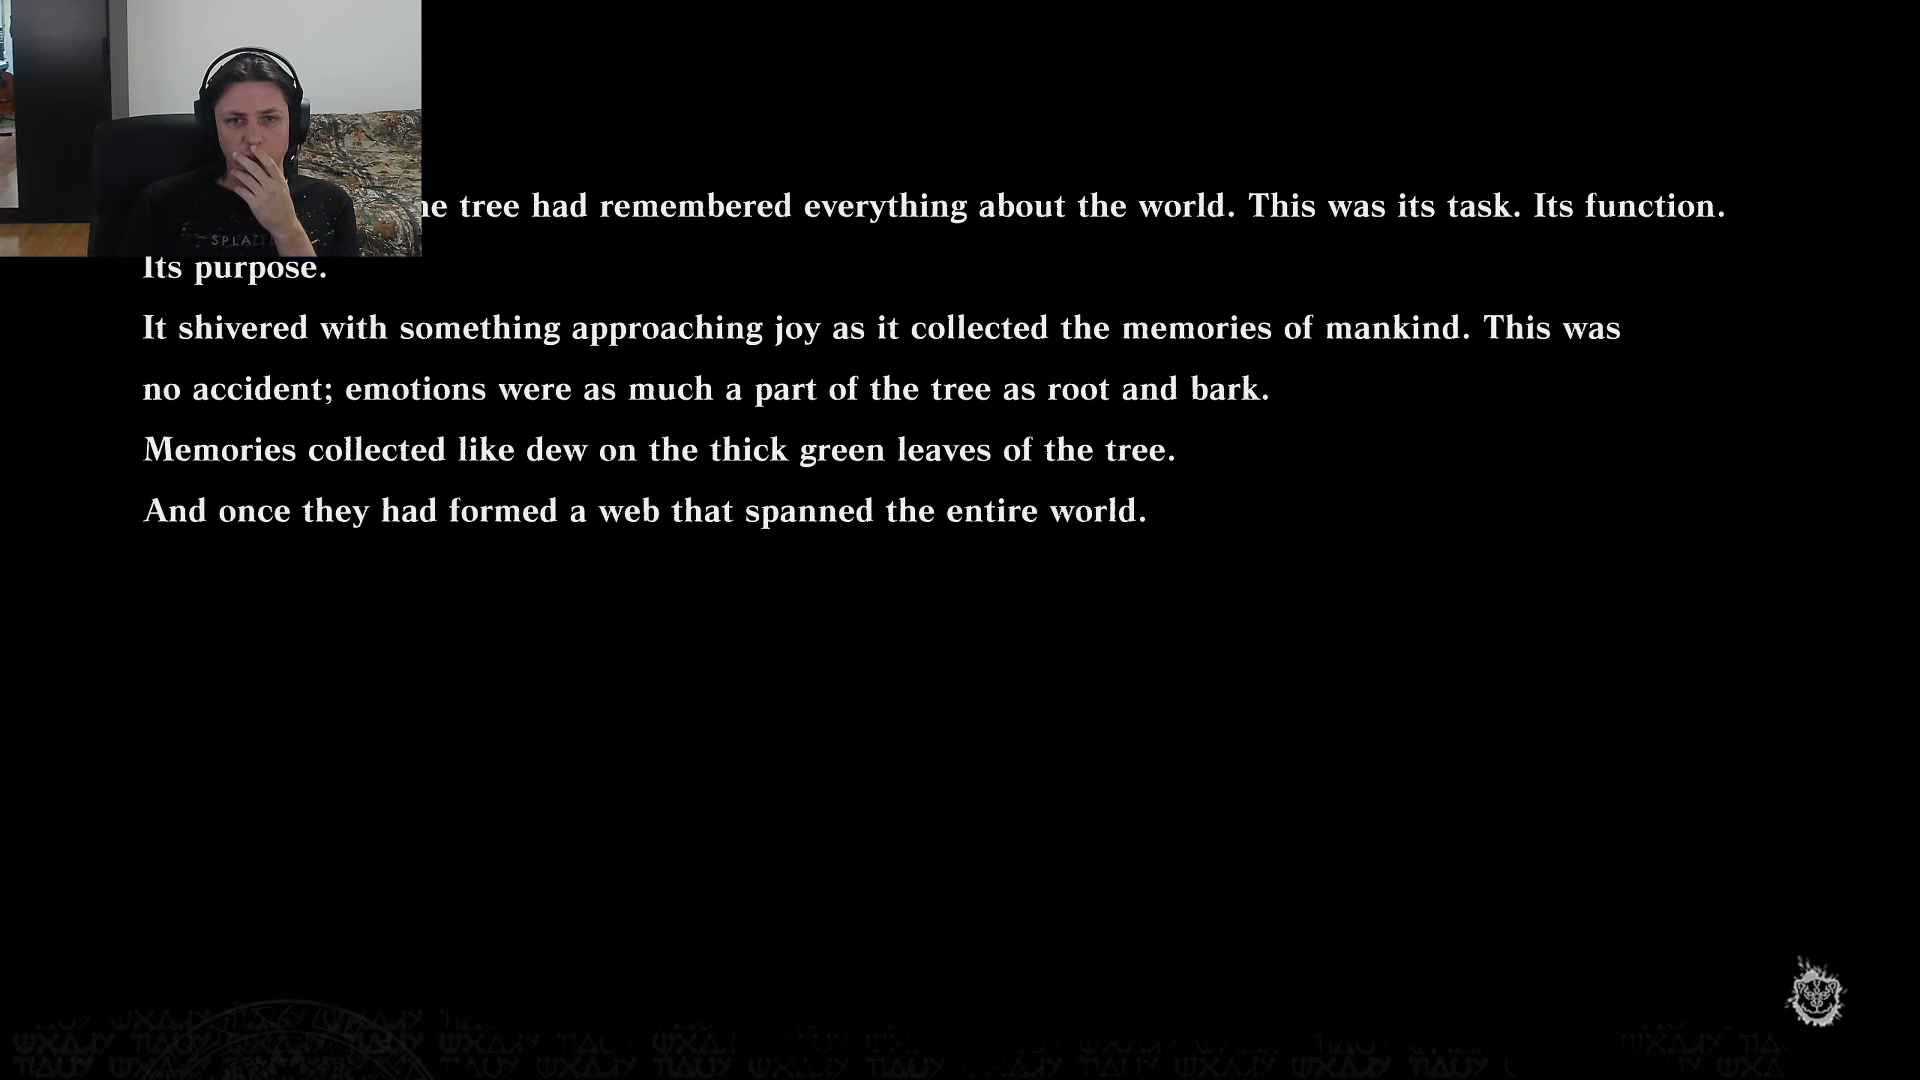 tree had remembered everything about the world. This was its task. Its function.
Its purpose.
It shivered with something approaching joy as it collected the memories of mankind. This was
no accident; emotions were as much a part of the tree as root and bark.
Memories collected like dew on the thick green leaves of the tree.
And once they had formed a web that spanned the entire world.